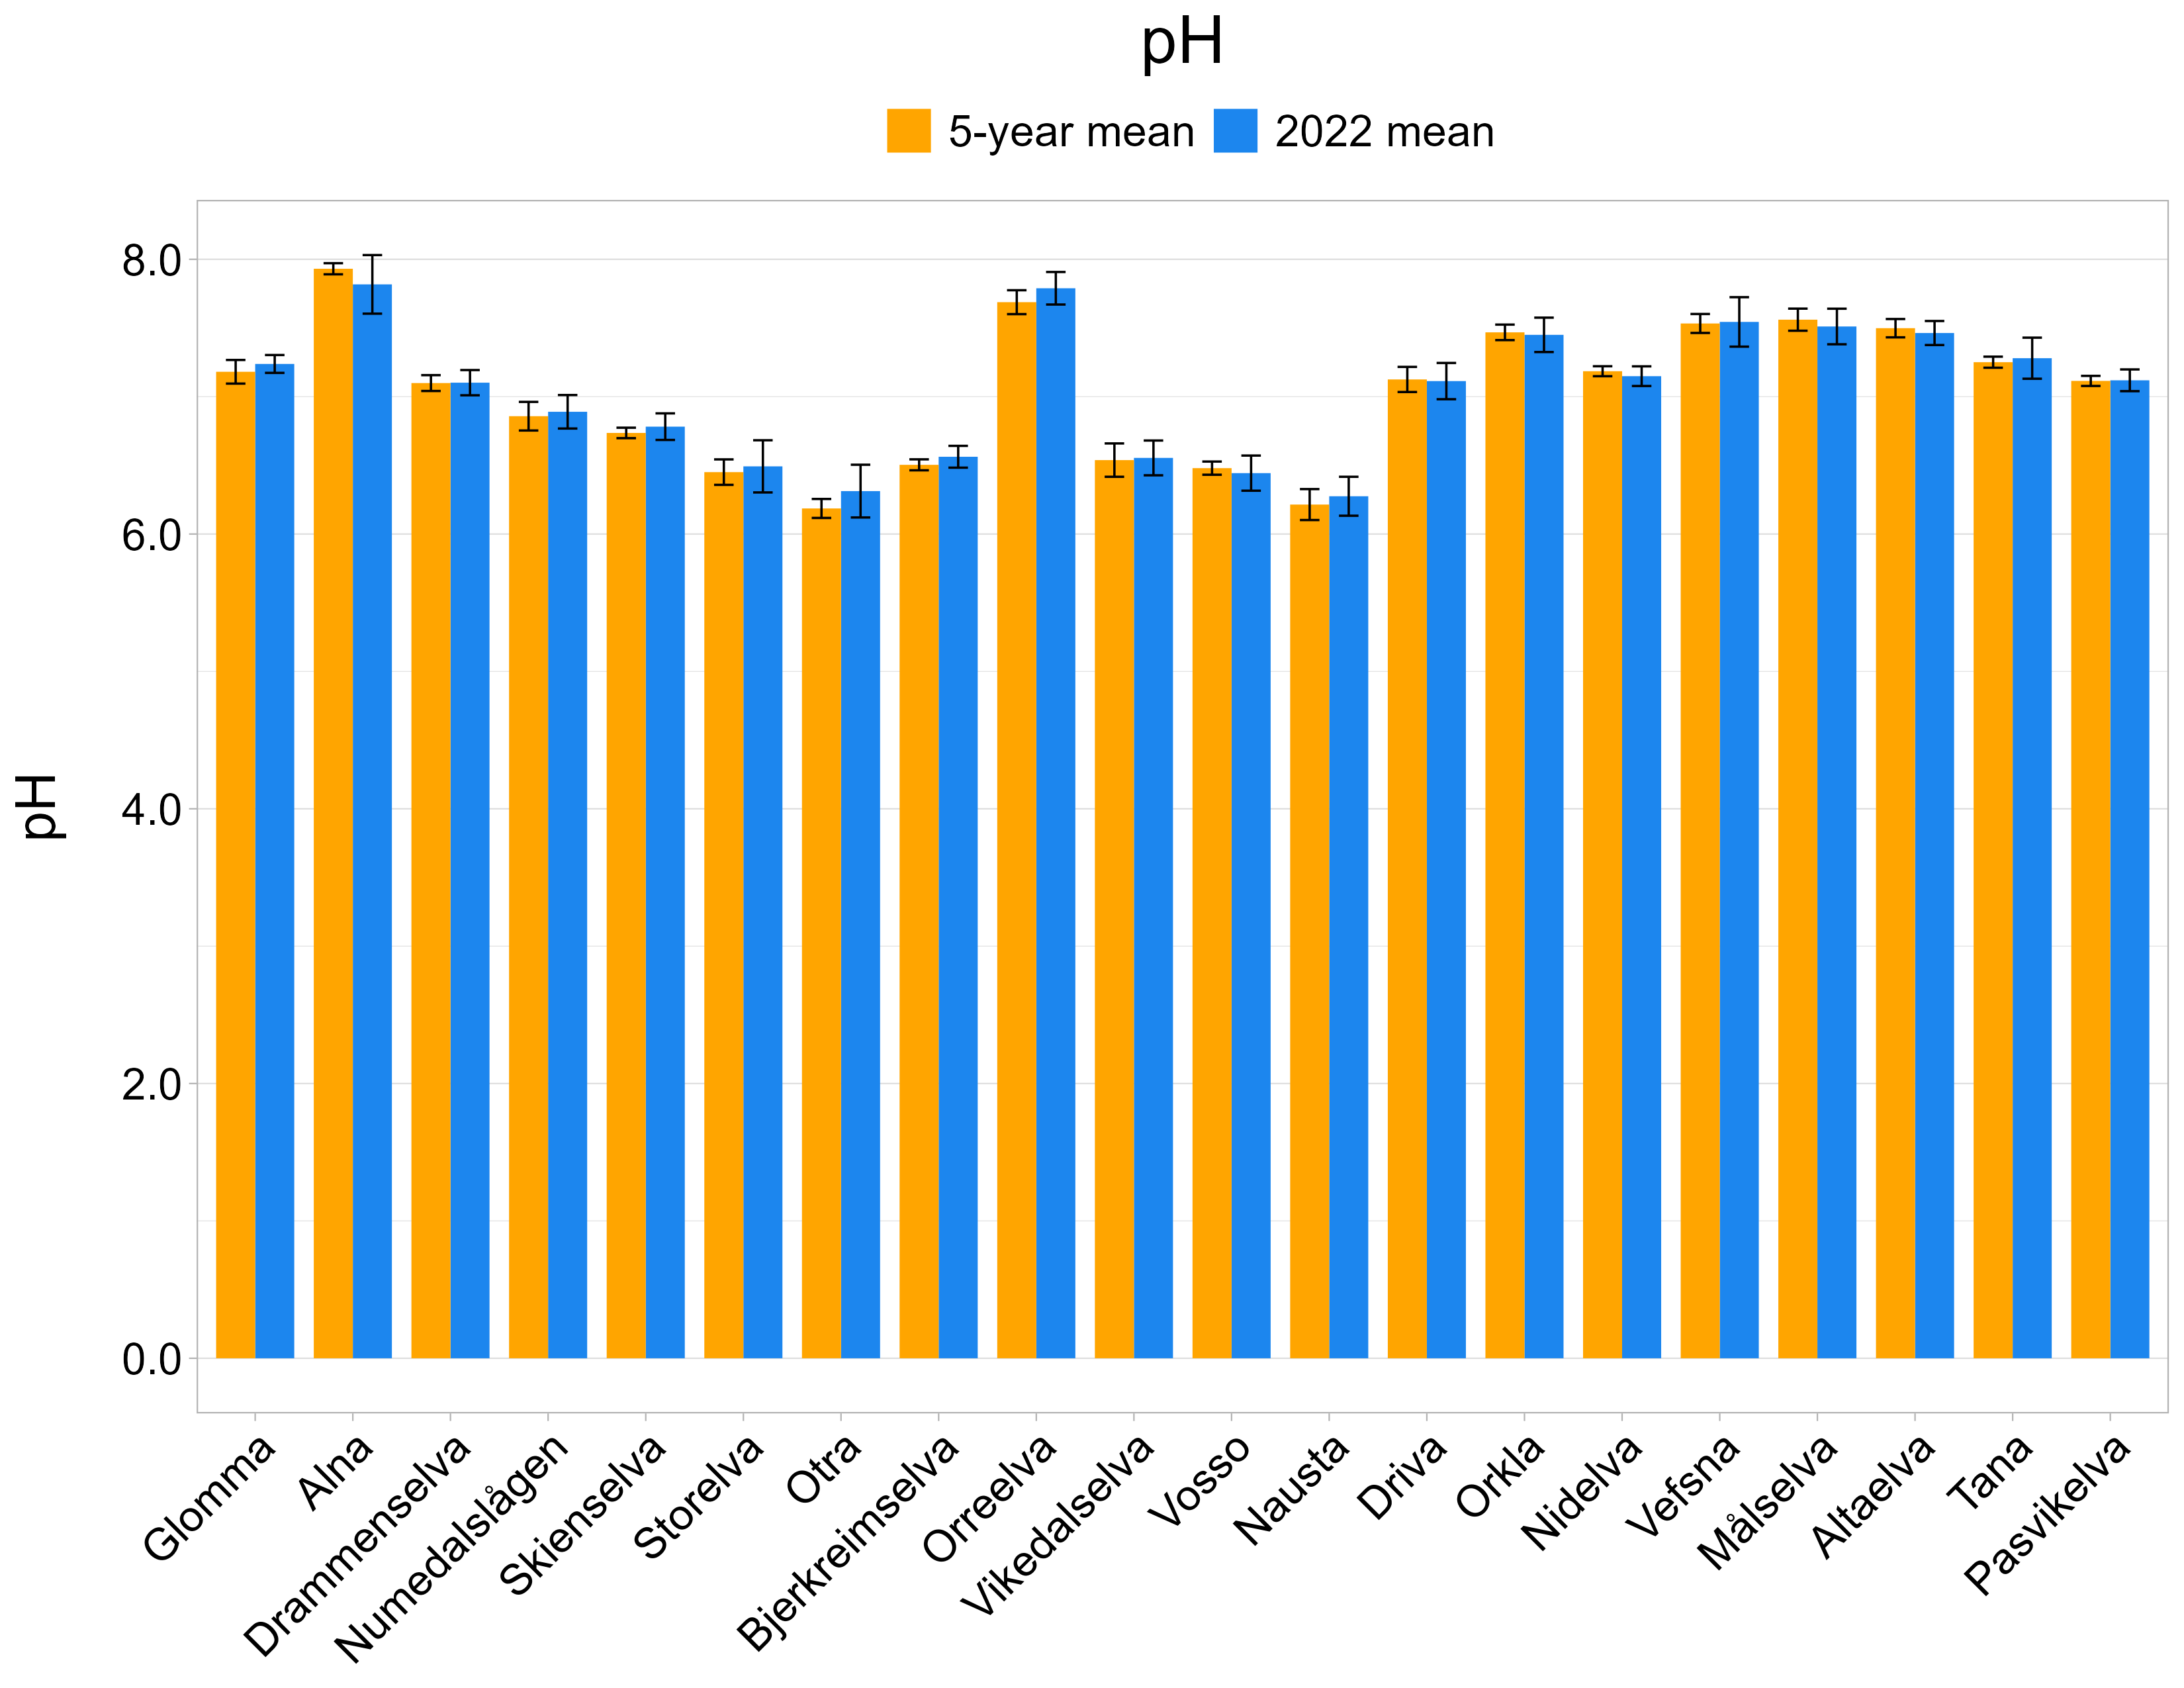 pH
5-year mean 2022 mean
8.0
6.0
4.0
2.0
0.0
pH
Glomma
Alna
Drammenselva
Numedalslågen
Skienselva
Storelva
Otra
Bjerkreimselva
Orreelva
Vikedalselva
Vosso
Nausta
Driva
Orkla
Nidelva
Vefsna
Målselva
Altaelva
Tana
Pasvikelva